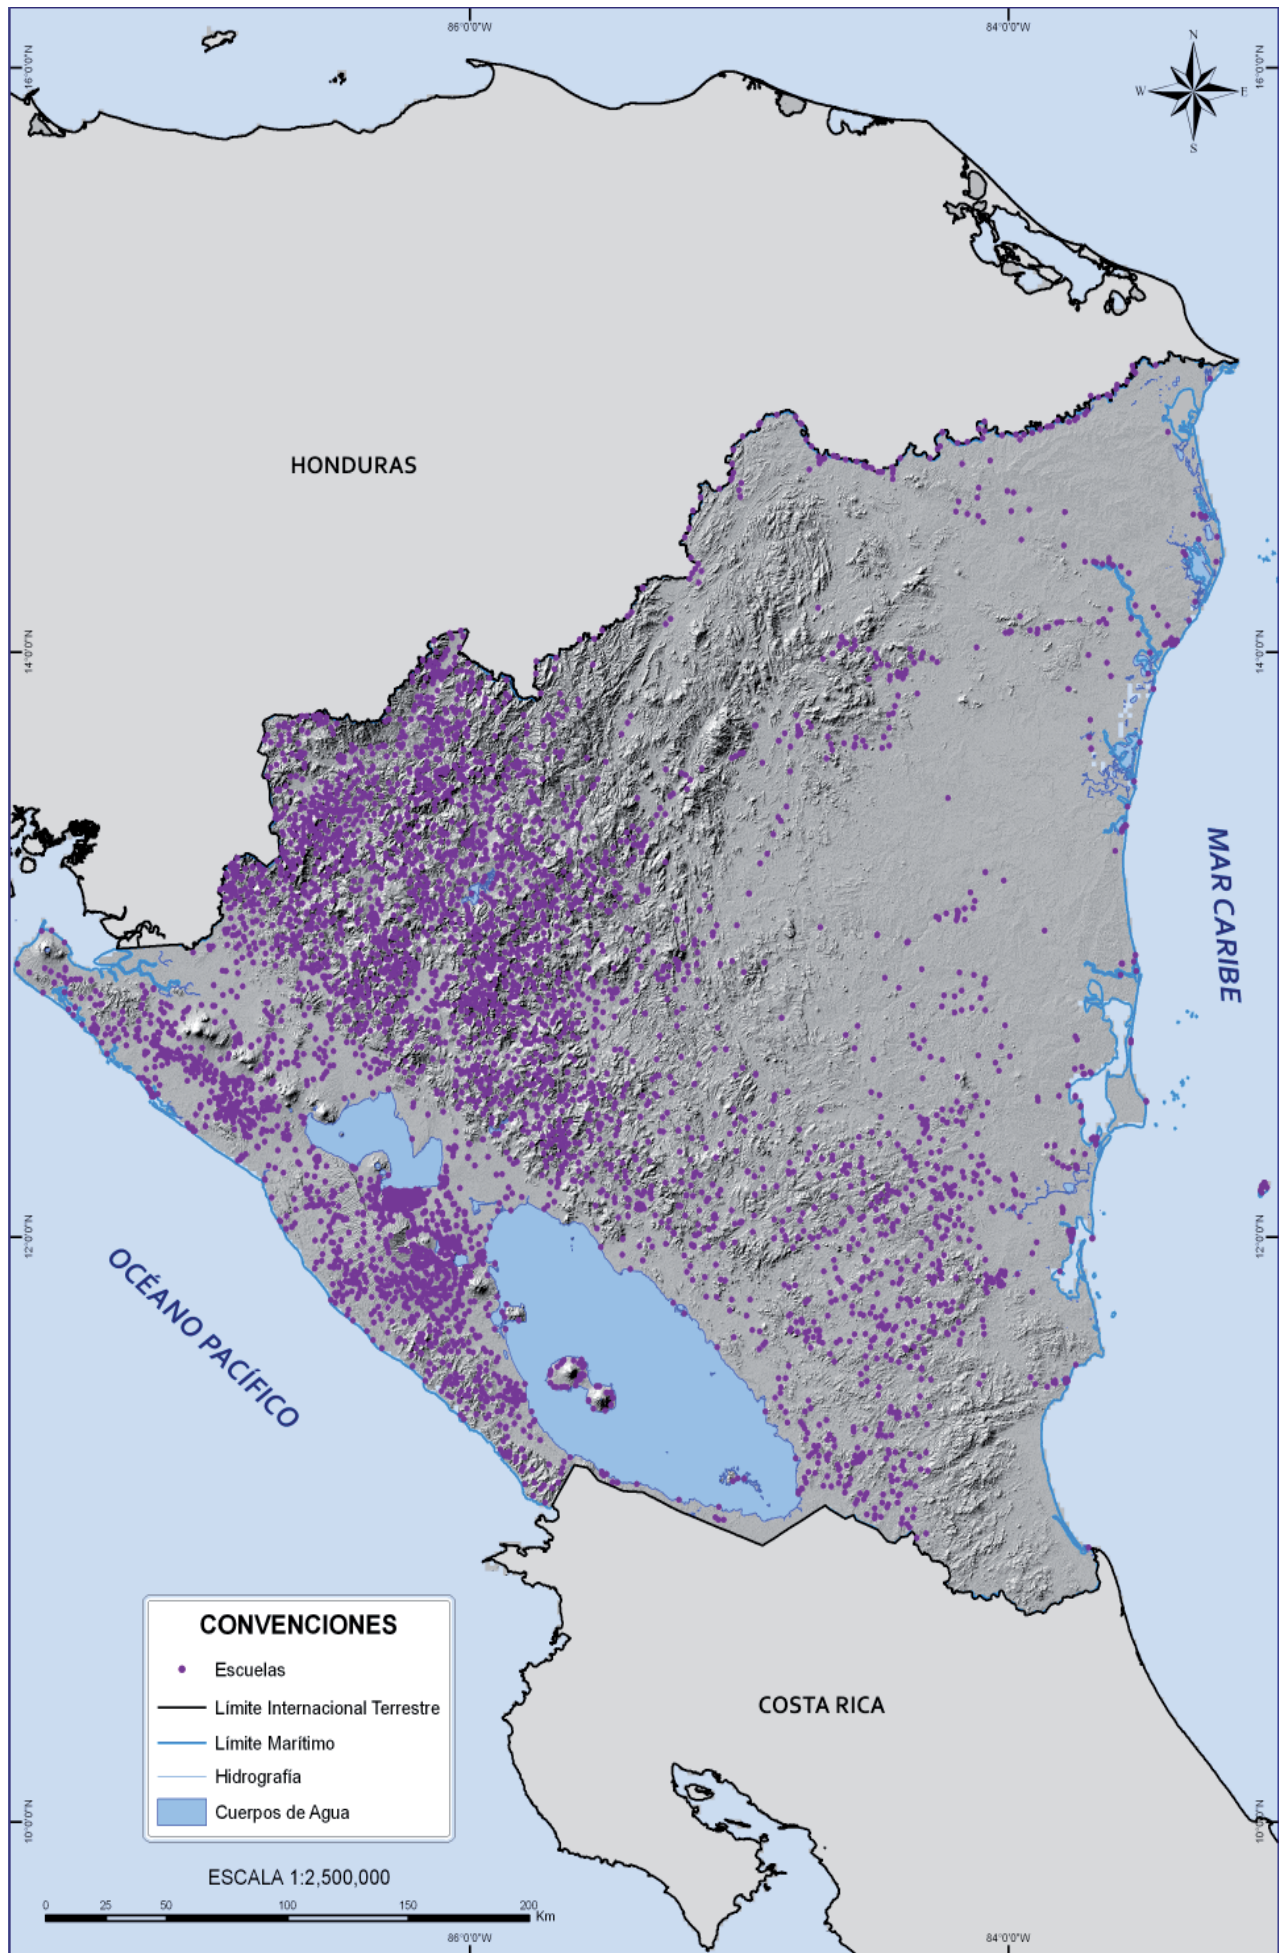 86°0'0"W
84°0'0"W
16°0'0"N
16°0'0"N
N
W
E
S
HONDURAS
14°0'0"N
14°0'0"N
MAR CARIBE
12°0'0"N
12°0'0"N
OCÉANO PACÍFICO
CONVENCIONES
Escuelas
Límite Internacional Terrestre
Límite Marítimo
Hidrografía
Cuerpos de Agua
COSTA RICA
10°0'0"N
10°0'0"N
ESCALA 1:2,500,000
0 25 50 100 150 200
Km
86°0'0"W
84°0'0"W